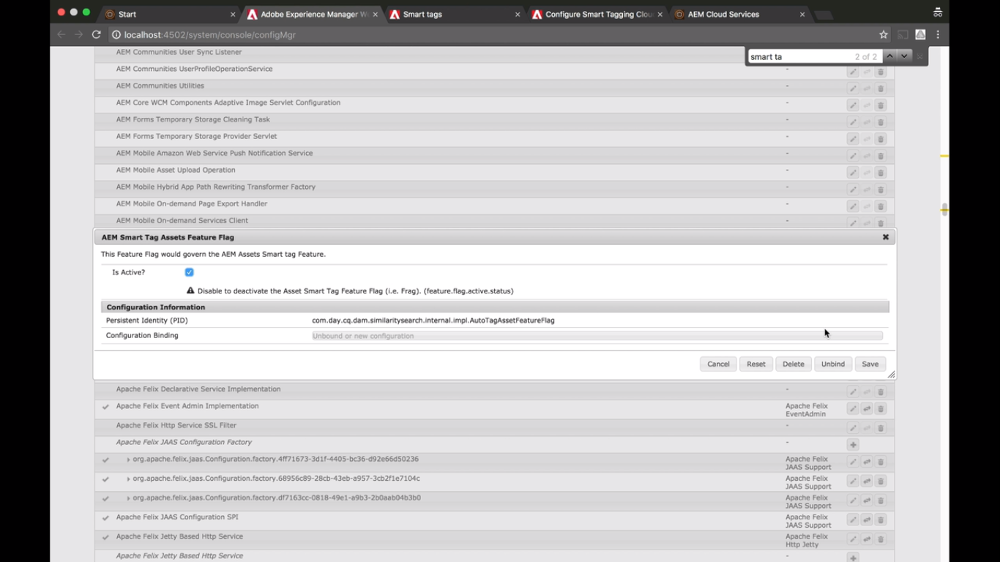 Start
Adobe Experience Manager W
Smart tags
Configure Smart Tagging Clou
AEM Cloud Services
localhost:4502/system/console/configMgr
smart ta 2 of 2
AEM Communities User Sync Listener
AEM Communities UserProfileOperationService -
AEM Communities Utilities -
AEM Core WCM Components Adaptive Image Servlet Configuration -
AEM Forms Temporary Storage Cleaning Task -
AEM Forms Temporary Storage Provider Servlet -
AEM Mobile Amazon Web Service Push Notification Service -
AEM Mobile Asset Upload Operation -
AEM Mobile Hybrid App Path Rewriting Transformer Factory -
AEM Mobile On-demand Page Export Handler -
AEM Mobile On-demand Services Client -
AEM Smart Tag Assets Feature Flag
This Feature Flag would govern the AEM Assets Smart tag Feature.
Is Active?
Disable to deactivate the Asset Smart Tag Feature Flag (i.e. Frag). (feature.flag.active.status)
Configuration Information
Persistent Identity (PID) com.day.cq.dam.similaritysearch.internal.impl.AutoTagAssetFeatureFlag
Configuration Binding Unbound or new configuration
Cancel Reset Delete Unbind Save
Apache Felix Declarative Service Implementation -
Apache Felix Event Admin Implementation Apache Felix
EventAdmin
Apache Felix Http Service SSL Filter -
Apache Felix JAAS Configuration Factory -
org.apache.felix.jaas.Configuration.factory.4ff71673-3d1f-4405-bc36-d92e66d50236 Apache Felix
JAAS Support
org.apache.felix.jaas.Configuration.factory.68956c89-28cb-43eb-a957-3cb2f1e7104c Apache Felix
JAAS Support
org.apache.felix.jaas.Configuration.factory.df7163cc-0818-49e1-a9b3-2b0aab04b3b0 Apache Felix
JAAS Support
Apache Felix JAAS Configuration SPI Apache Felix
JAAS Support
Apache Felix Jetty Based Http Service Apache Felix
Http Jetty
Apache Felix Jetty Based Http Service -